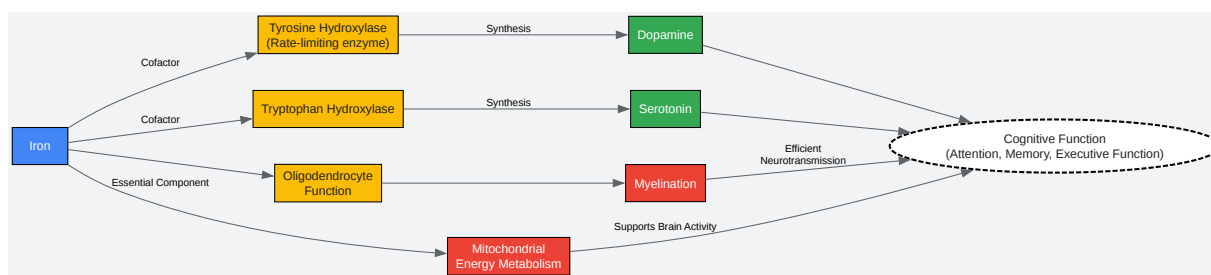 Tyrosine Hydroxylase
(Rate-limiting enzyme)
Synthesis
Dopamine
Cofactor
Tryptophan Hydroxylase
Synthesis
Serotonin
Cofactor
Iron
Cognitive Function
(Attention, Memory, Executive Function)
Efficient
Neurotransmission
Oligodendrocyte
Function
Myelination
Essential Component
Supports Brain Activity
Mitochondrial
Energy Metabolism